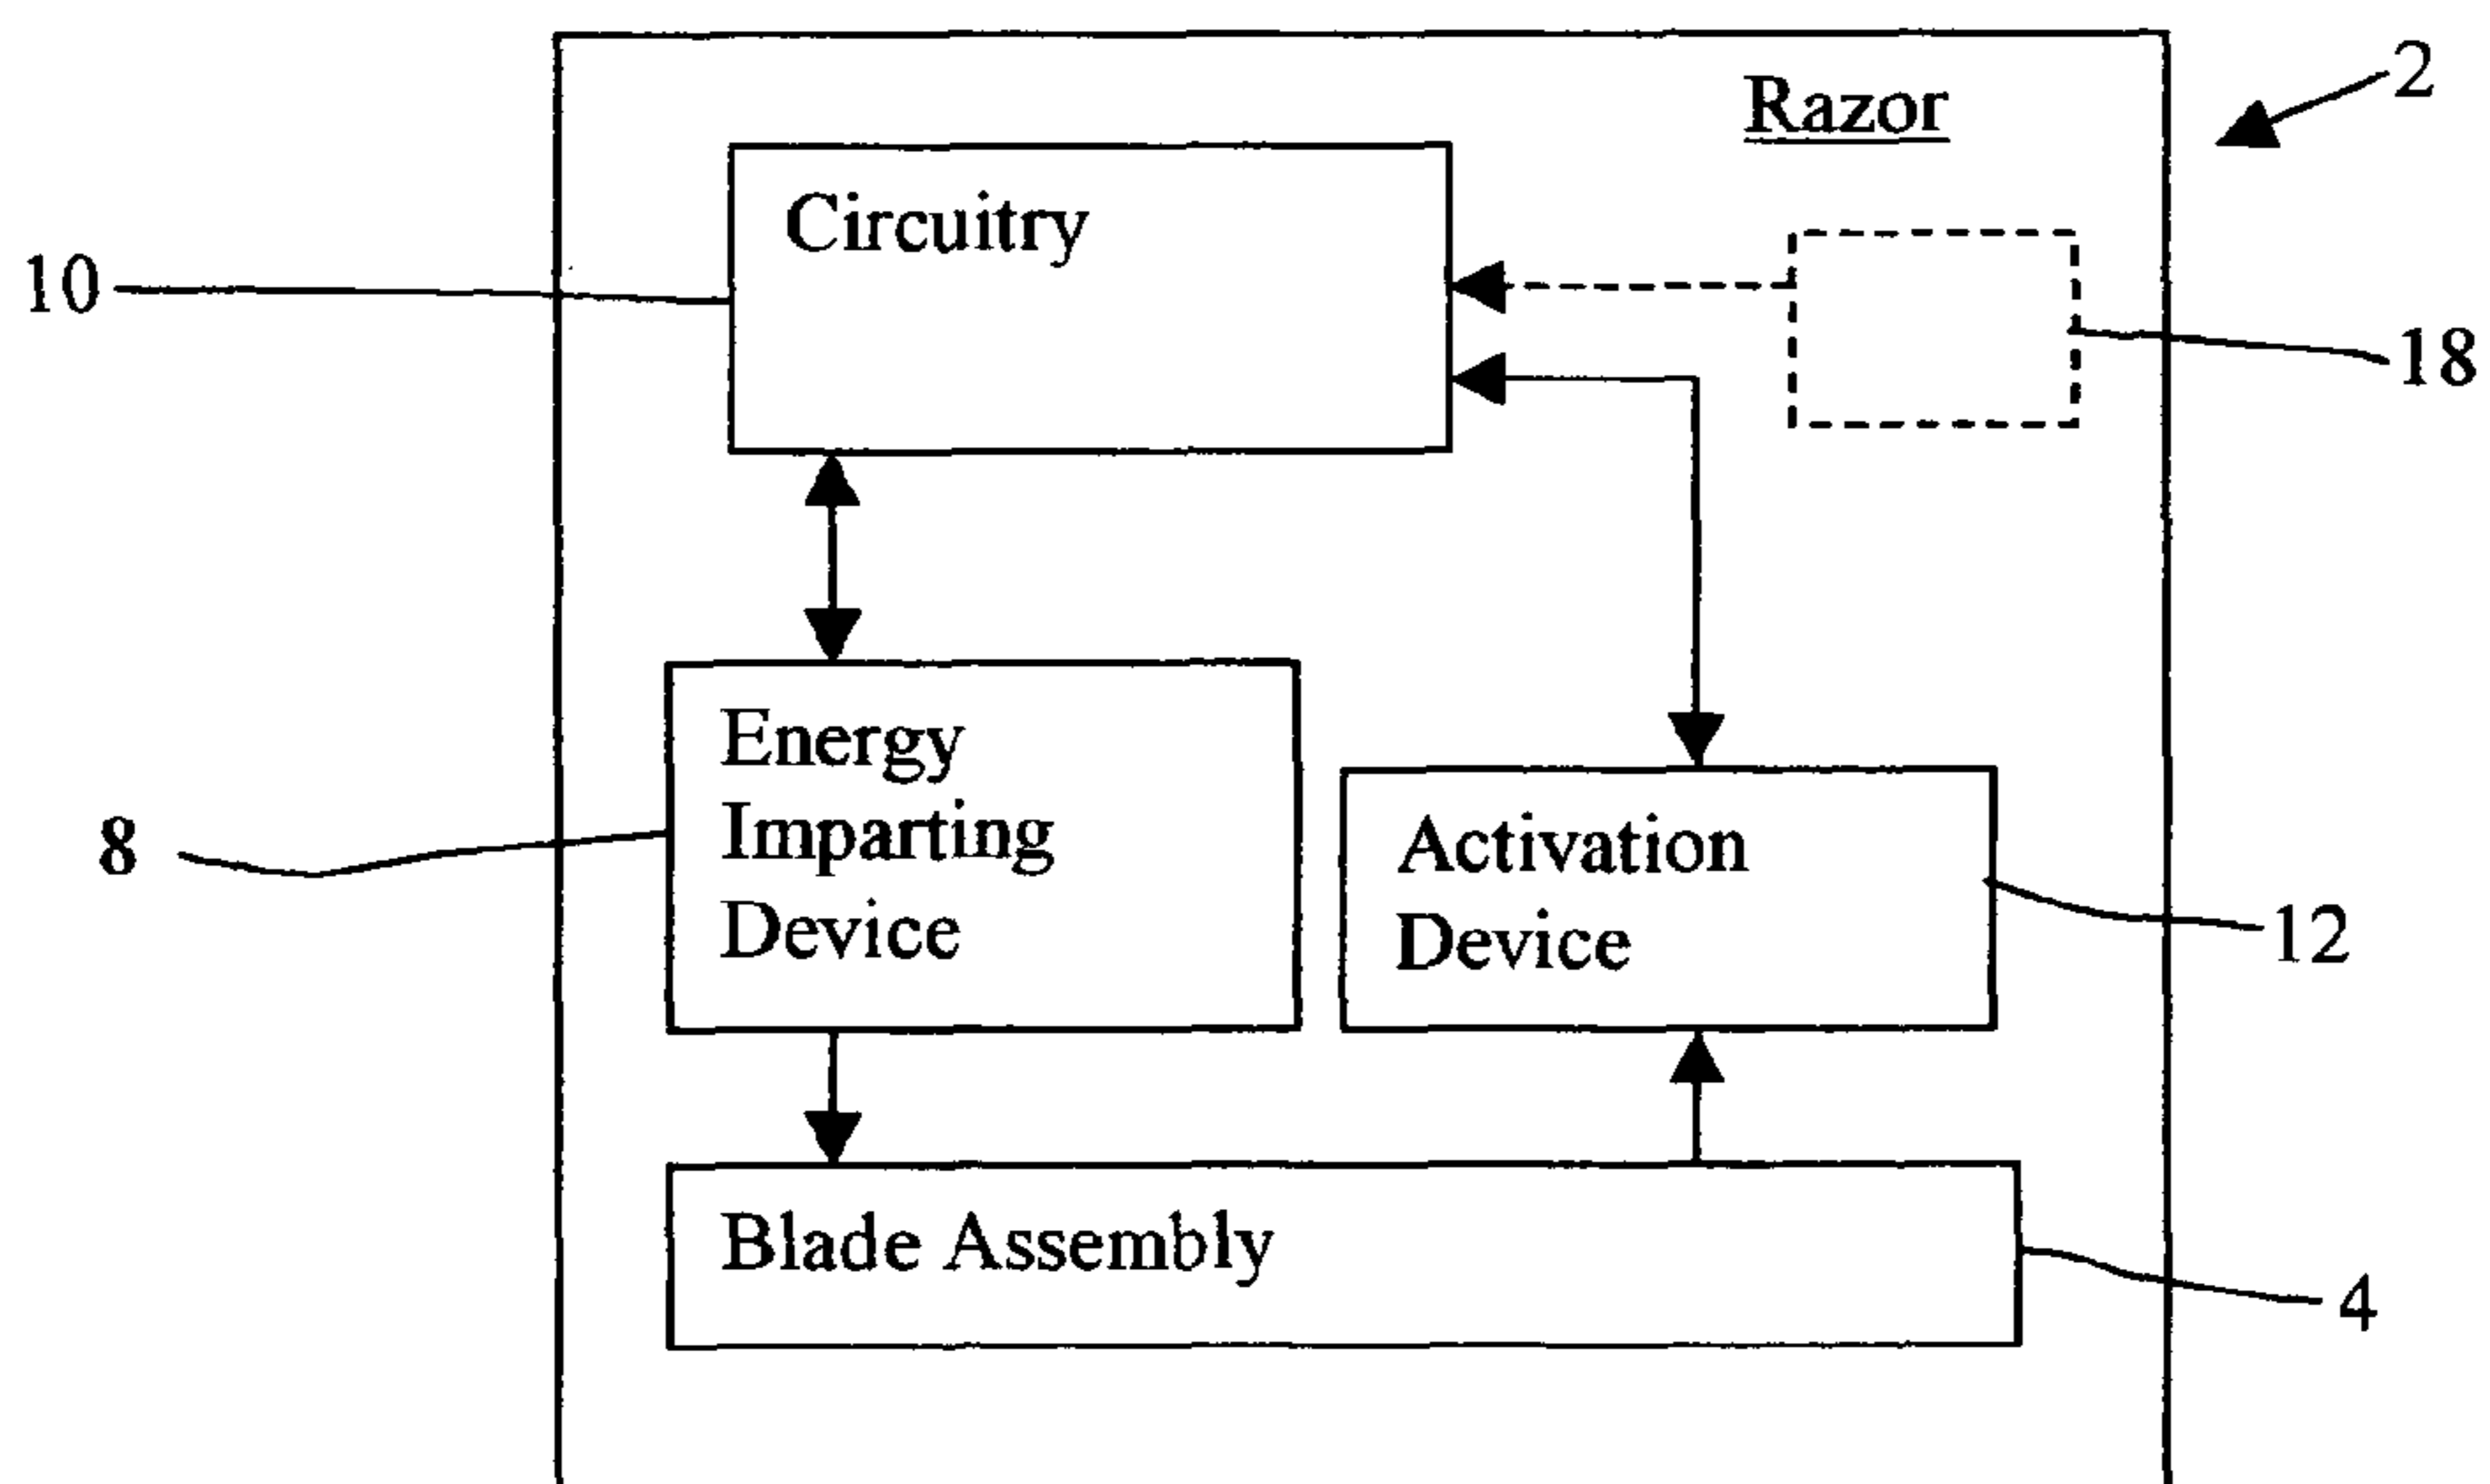 2
Razor
Circuitry
10
18
Energy
Imparting
Device
8
Activation
Device
12
Blade Assembly
4